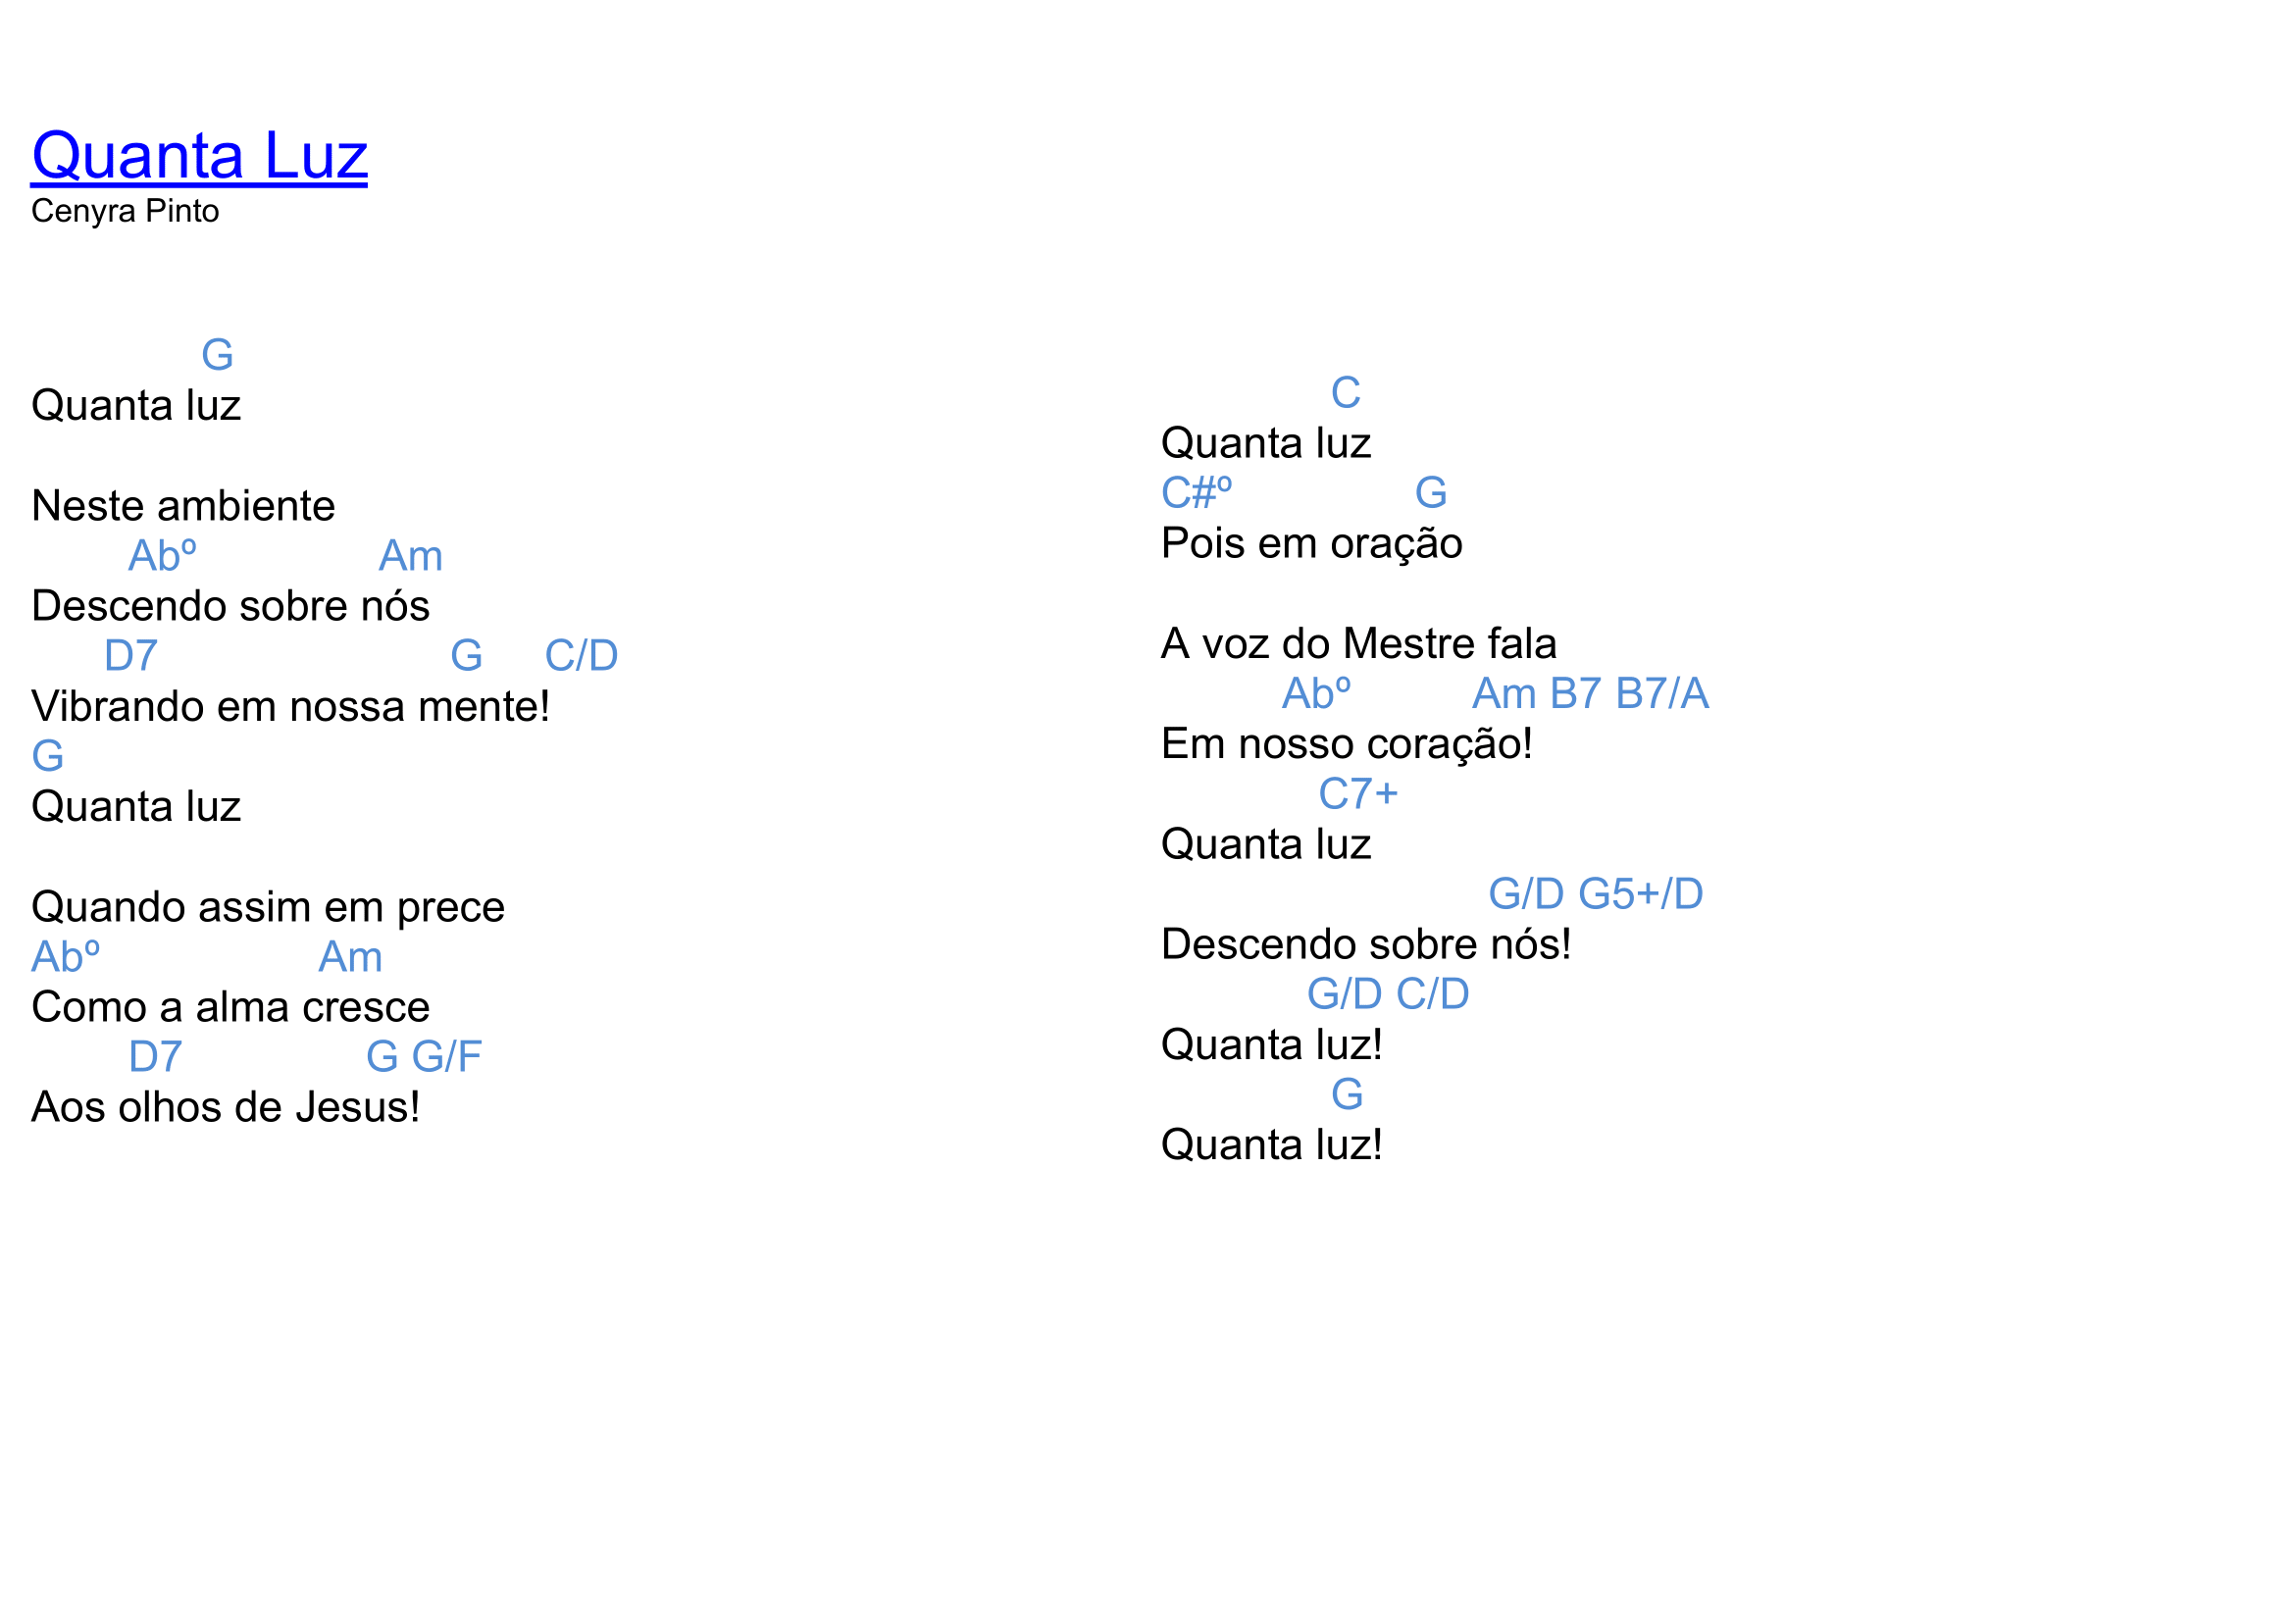 Quanta Luz
Cenyra Pinto
G
Quanta luz
Neste ambiente
Abº Am
Descendo sobre nós
D7 G C/D
Vibrando em nossa mente!
G
Quanta luz
Quando assim em prece
Abº Am
Como a alma cresce
D7 G G/F
Aos olhos de Jesus!
C
Quanta luz
C#º G
Pois em oração
A voz do Mestre fala
Abº Am B7 B7/A
Em nosso coração!
C7+
Quanta luz
G/D G5+/D
Descendo sobre nós!
G/D C/D
Quanta luz!
G
Quanta luz!